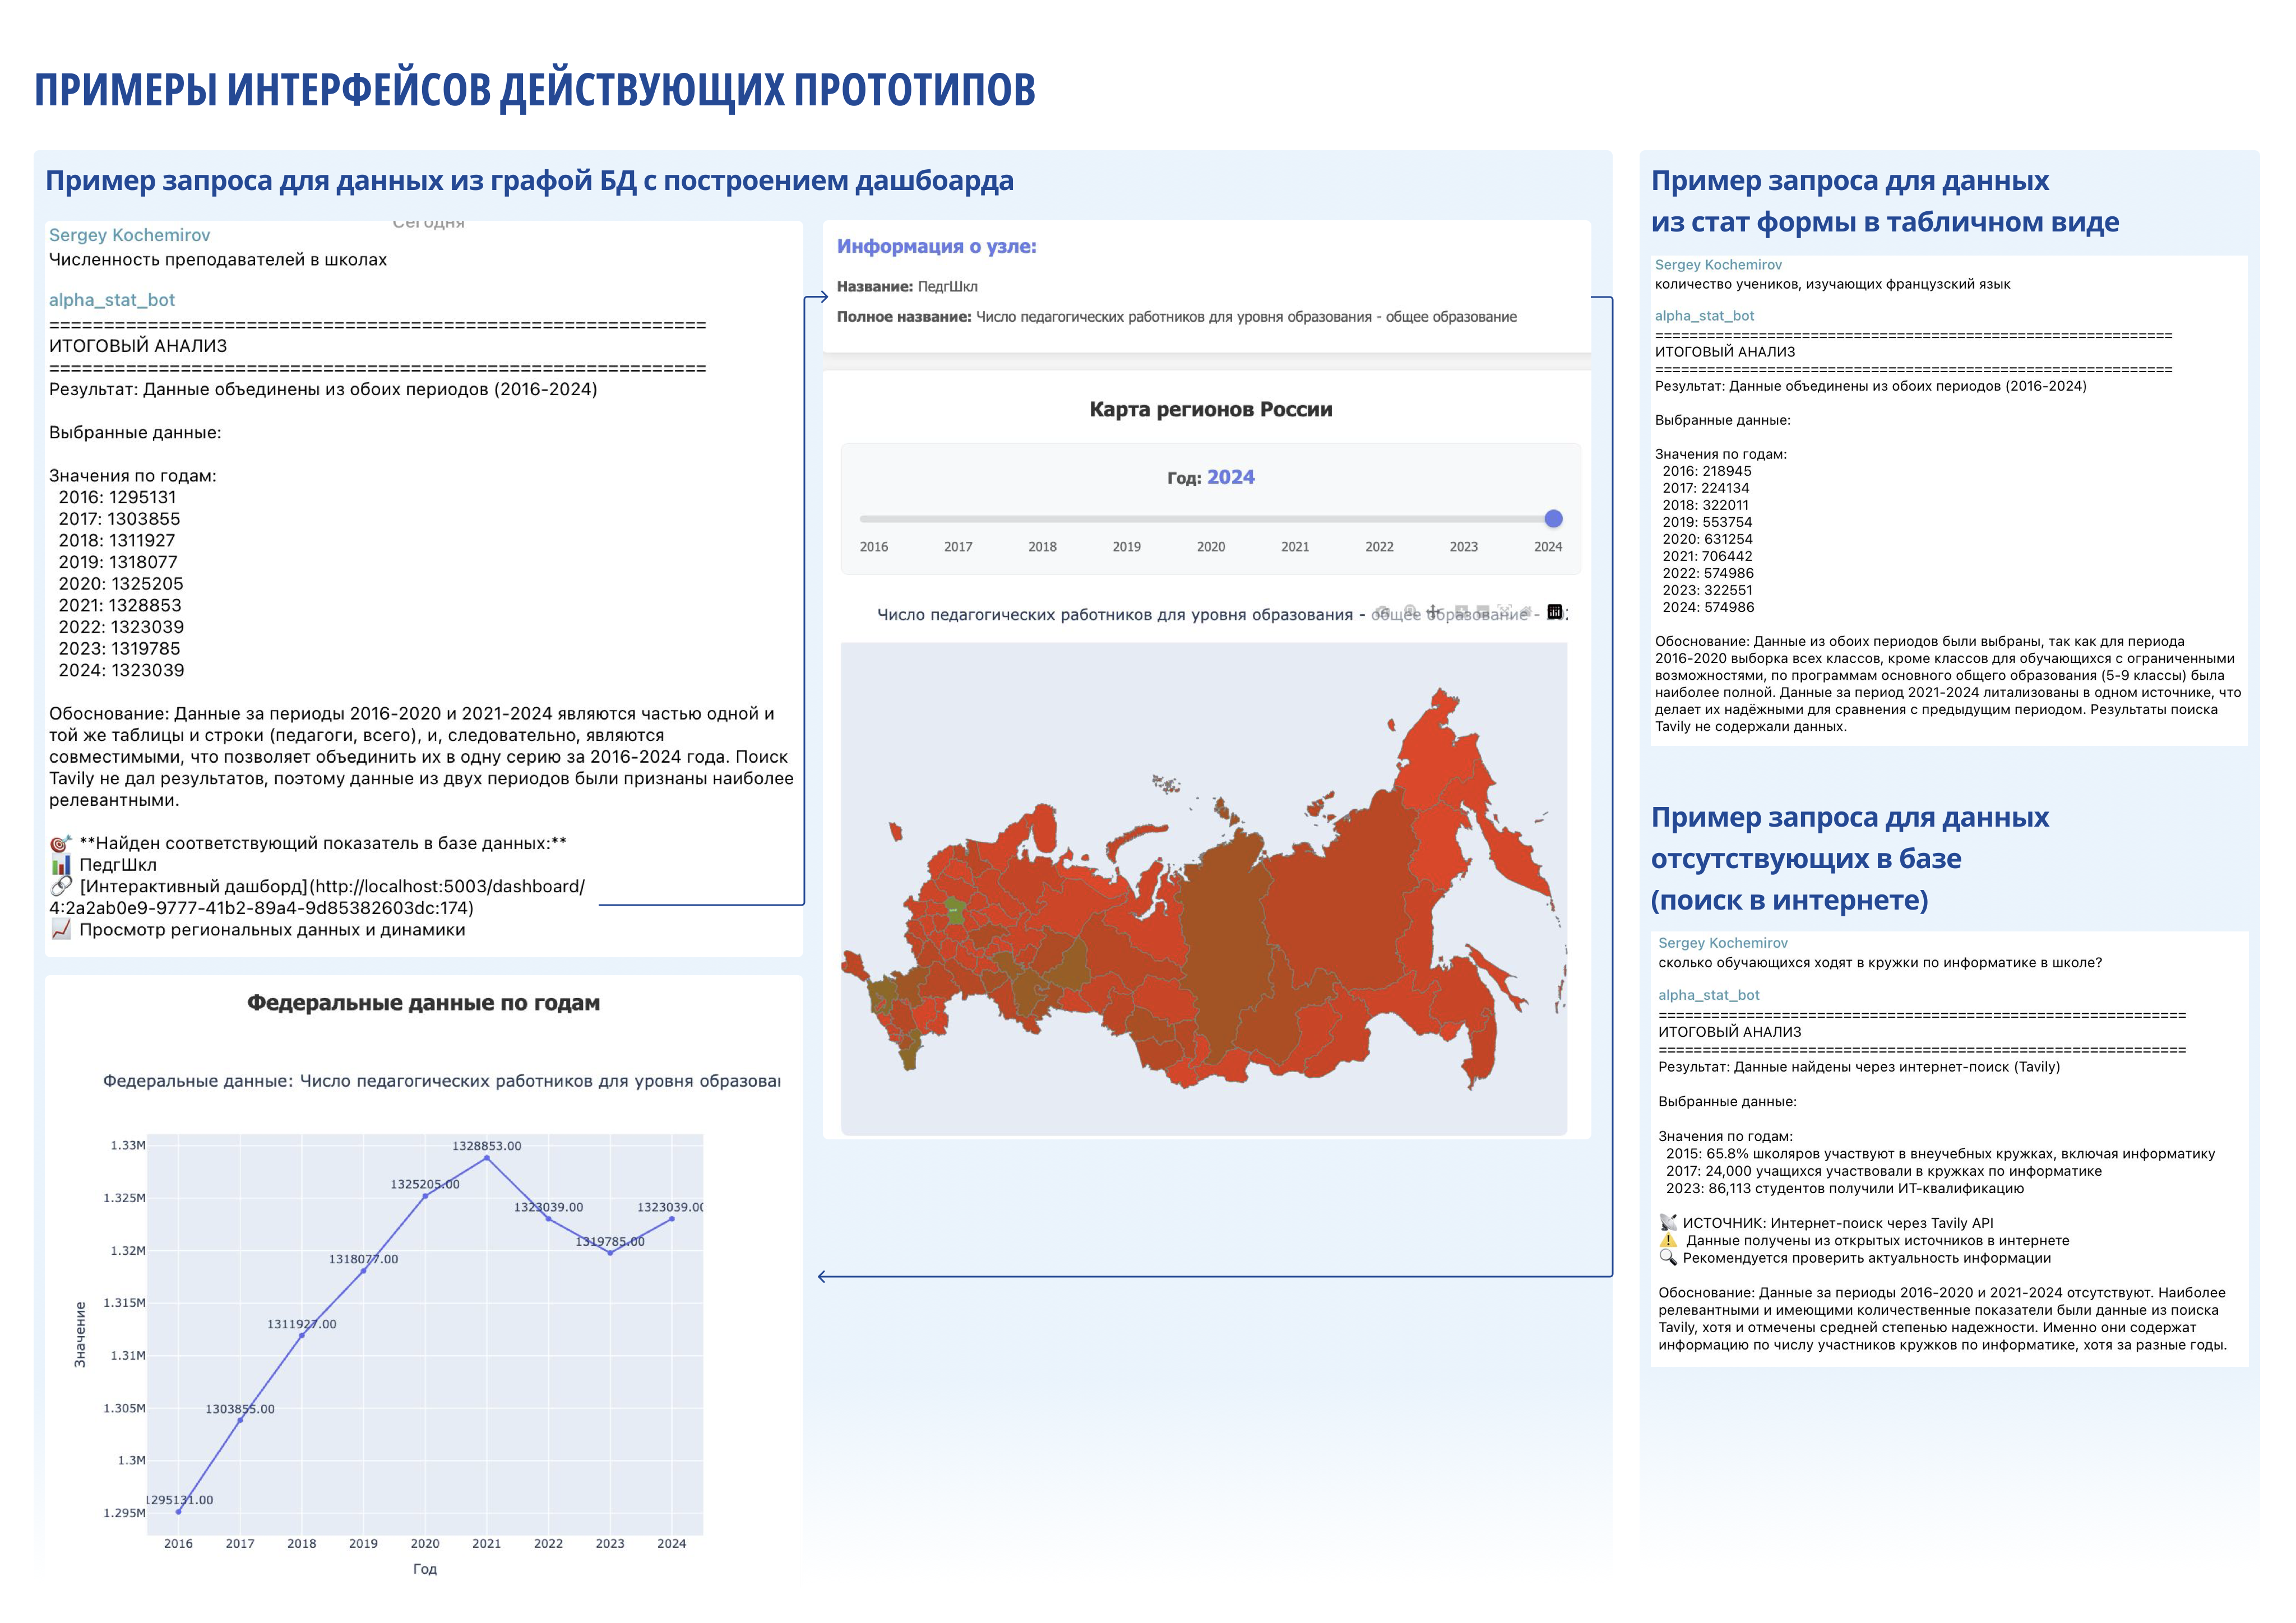 ПРИМЕРЫ ИНТЕРФЕЙСОВ ДЕЙСТВУЮЩИХ ПРОТОТИПОВ
Пример запроса для данных из графой БД с построением дашбоарда
Сегодня
Sergey Kochemirov
Численность преподавателей в школах
alpha_stat_bot
============================================================
ИТОГОВЫЙ АНАЛИЗ
============================================================
Результат: Данные объединены из обоих периодов (2016-2024)
Выбранные данные:
Значения по годам:
2016: 1295131
2017: 1303855
2018: 1311927
2019: 1318077
2020: 1325205
2021: 1328853
2022: 1323039
2023: 1319785
2024: 1323039
Обоснование: Данные за периоды 2016-2020 и 2021-2024 являются частью одной и
той же таблицы и строки (педагоги, всего), и, следовательно, являются
совместимыми, что позволяет объединить их в одну серию за 2016-2024 года. Поиск
Tavily не дал результатов, поэтому данные из двух периодов были признаны наиболее
релевантными.
🎯 **Найден соответствующий показатель в базе данных:**
📊 ПедгШкл
🔗 [Интерактивный дашборд](http://localhost:5003/dashboard/
4:2a2ab0e9-9777-41b2-89a4-9d85382603dc:174)
📈 Просмотр региональных данных и динамики
Федеральные данные по годам
Федеральные данные: Число педагогических работников для уровня образова
1.33M
1.325M
1.32M
1.315M
1.31M
1.305M
1.3M
1.295M
Значение
1295131.00
1303855.00
1311927.00
1318077.00
1325205.00
1328853.00
1323039.00
1319785.00
1323039.00
2016 2017 2018 2019 2020 2021 2022 2023 2024
Год
Информация о узле:
Название: ПедгШкл
Полное название: Число педагогических работников для уровня образования - общее образование
Карта регионов России
Год: 2024
2016 2017 2018 2019 2020 2021 2022 2023 2024
Число педагогических работников для уровня образования - общее образование -
Пример запроса для данных
из стат формы в табличном виде
Sergey Kochemirov
количество учеников, изучающих французский язык
alpha_stat_bot
============================================================
ИТОГОВЫЙ АНАЛИЗ
============================================================
Результат: Данные объединены из обоих периодов (2016-2024)
Выбранные данные:
Значения по годам:
2016: 218945
2017: 224134
2018: 322011
2019: 553754
2020: 631254
2021: 706442
2022: 574986
2023: 322551
2024: 574986
Обоснование: Данные из обоих периодов были выбраны, так как для периода
2016-2020 выборка всех классов, кроме классов для обучающихся с ограниченными
возможностями, по программам основного общего образования (5-9 классы) была
наиболее полной. Данные за период 2021-2024 литализованы в одном источнике, что
делает их надёжными для сравнения с предыдущим периодом. Результаты поиска
Tavily не содержали данных.
Пример запроса для данных
отсутствующих в базе
(поиск в интернете)
Sergey Kochemirov
сколько обучающихся ходят в кружки по информатике в школе?
alpha_stat_bot
============================================================
ИТОГОВЫЙ АНАЛИЗ
============================================================
Результат: Данные найдены через интернет-поиск (Tavily)
Выбранные данные:
Значения по годам:
2015: 65.8% школяров участвуют в внеучебных кружках, включая информатику
2017: 24,000 учащихся участвовали в кружках по информатике
2023: 86,113 студентов получили ИТ-квалификацию
📡 ИСТОЧНИК: Интернет-поиск через Tavily API
⚠️ Данные получены из открытых источников в интернете
🔍 Рекомендуется проверить актуальность информации
Обоснование: Данные за периоды 2016-2020 и 2021-2024 отсутствуют. Наиболее
релевантными и имеющими количественные показатели были данные из поиска
Tavily, хотя и отмечены средней степенью надежности. Именно они содержат
информацию по числу участников кружков по информатике, хотя за разные годы.